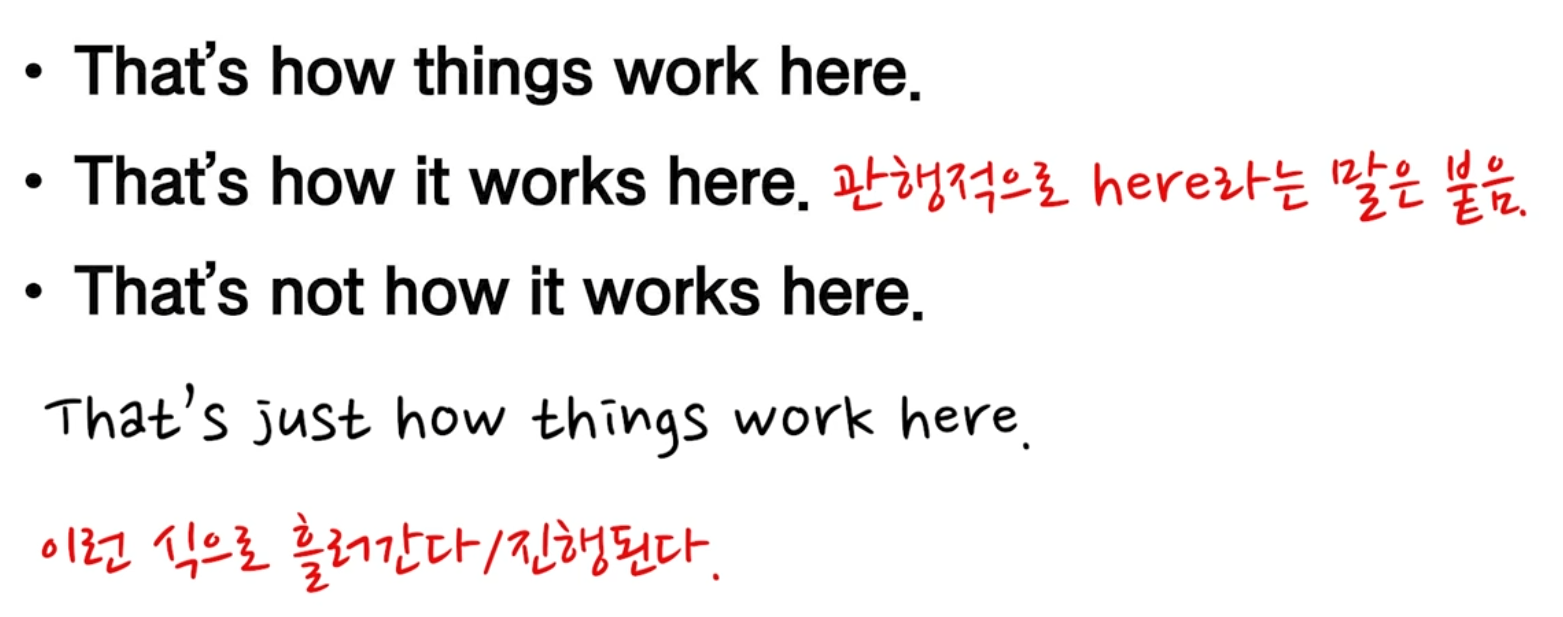 • That's how things work here.
• That's how it works here. 관행적으로 here라는 말은 붙음.
• That's not how it works here.
That's just how things work here.
이런 식으로 흘러간다/진행된다.